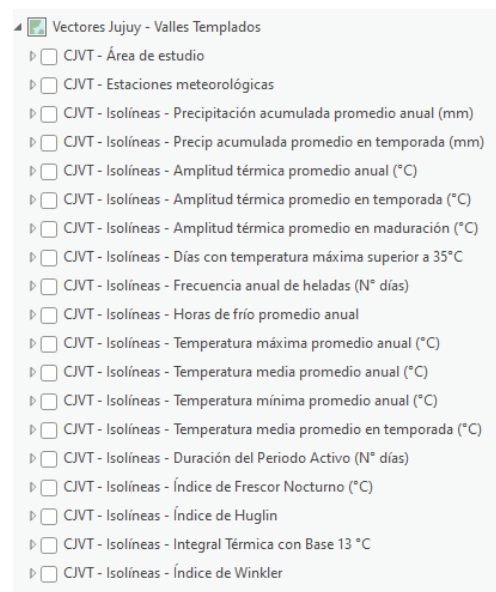 Vectores Jujuy - Valles Templados
CJVT - Área de estudio
CJVT - Estaciones meteorológicas
CJVT - Isolíneas - Precipitación acumulada promedio anual (mm)
CJVT - Isolíneas - Precip acumulada promedio en temporada (mm)
CJVT - Isolíneas - Amplitud térmica promedio anual (°C)
CJVT - Isolíneas - Amplitud térmica promedio en temporada (°C)
CJVT - Isolíneas - Amplitud térmica promedio en maduración (°C)
CJVT - Isolíneas - Días con temperatura máxima superior a 35°C
CJVT - Isolíneas - Frecuencia anual de heladas (N° días)
CJVT - Isolíneas - Horas de frío promedio anual
CJVT - Isolíneas - Temperatura máxima promedio anual (°C)
CJVT - Isolíneas - Temperatura media promedio anual (°C)
CJVT - Isolíneas - Temperatura mínima promedio anual (°C)
CJVT - Isolíneas - Temperatura media promedio en temporada (°C)
CJVT - Isolíneas - Duración del Periodo Activo (N° días)
CJVT - Isolíneas - Índice de Frescor Nocturno (°C)
CJVT - Isolíneas - Índice de Huglin
CJVT - Isolíneas - Integral Térmica con Base 13 °C
CJVT - Isolíneas - Índice de Winkler